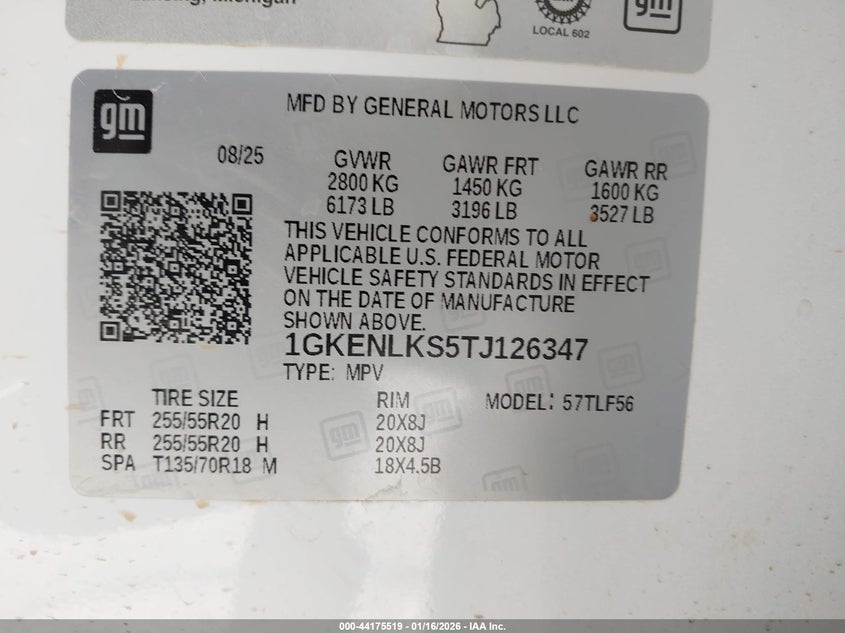 Lansing, Michigan
LOCAL 602
gm
gm
MFD BY GENERAL MOTORS LLC
08/25
GVWR GAWR FRT GAWR RR
2800 KG 1450 KG 1600 KG
6173 LB 3196 LB 3527 LB
THIS VEHICLE CONFORMS TO ALL
APPLICABLE U.S. FEDERAL MOTOR
VEHICLE SAFETY STANDARDS IN EFFECT
ON THE DATE OF MANUFACTURE
SHOWN ABOVE.
1GKENLKS5TJ126347
TYPE: MPV
TIRE SIZE RIM MODEL: 57TLF56
FRT 255/55R20 H 20X8J
RR 255/55R20 H 20X8J
SPA T135/70R18 M 18X4.5B
000-44175519 - 01/16/2026 - IAA Inc.